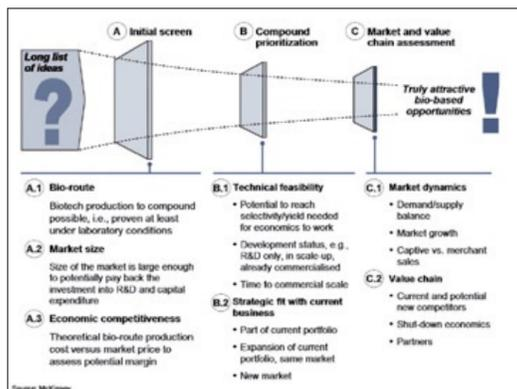 A Initial screen
B Compound
prioritization
C Market and value
chain assessment
Long list
of ideas
?
Truly attractive
bio-based
opportunities
!
A.1 Bio-route
Biotech production to compound
possible, i.e., proven at least
under laboratory conditions
A.2 Market size
Size of the market is large enough
to potentially pay back the
investment into R&D and capital
expenditure
A.3 Economic competitiveness
Theoretical bio-route production
cost versus market price to
assess potential margin
B.1 Technical feasibility
• Potential to reach
selectivity/yield needed
for economics to work
• Development status, e.g.,
R&D only, in scale-up,
already commercialised
• Time to commercial scale
B.2 Strategic fit with current
business
• Part of current portfolio
• Expansion of current
portfolio, same market
• New market
C.1 Market dynamics
• Demand/supply
balance
• Market growth
• Captive vs. merchant
sales
C.2 Value chain
• Current and potential
new competitors
• Shut-down economics
• Partners
Source: McKinsey